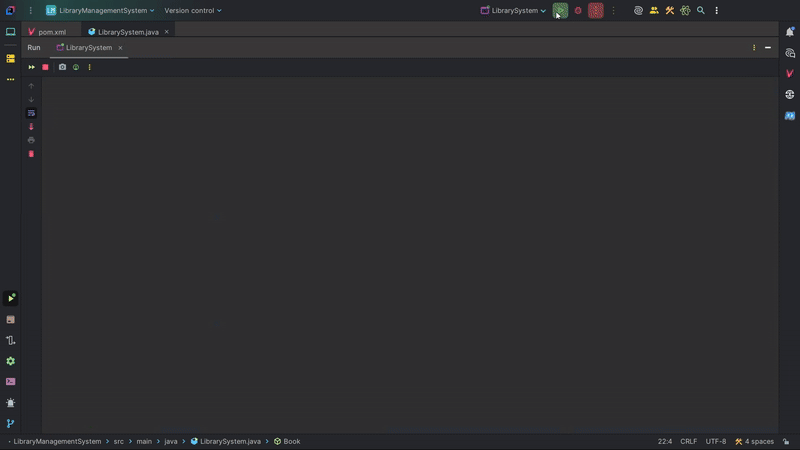 LM LibraryManagementSystem Version control LibrarySystem
pom.xml LibrarySystem.java
Run LibrarySystem
LibraryManagementSystem src main java LibrarySystem.java Book 22:4 CRLF UTF-8 4 spaces